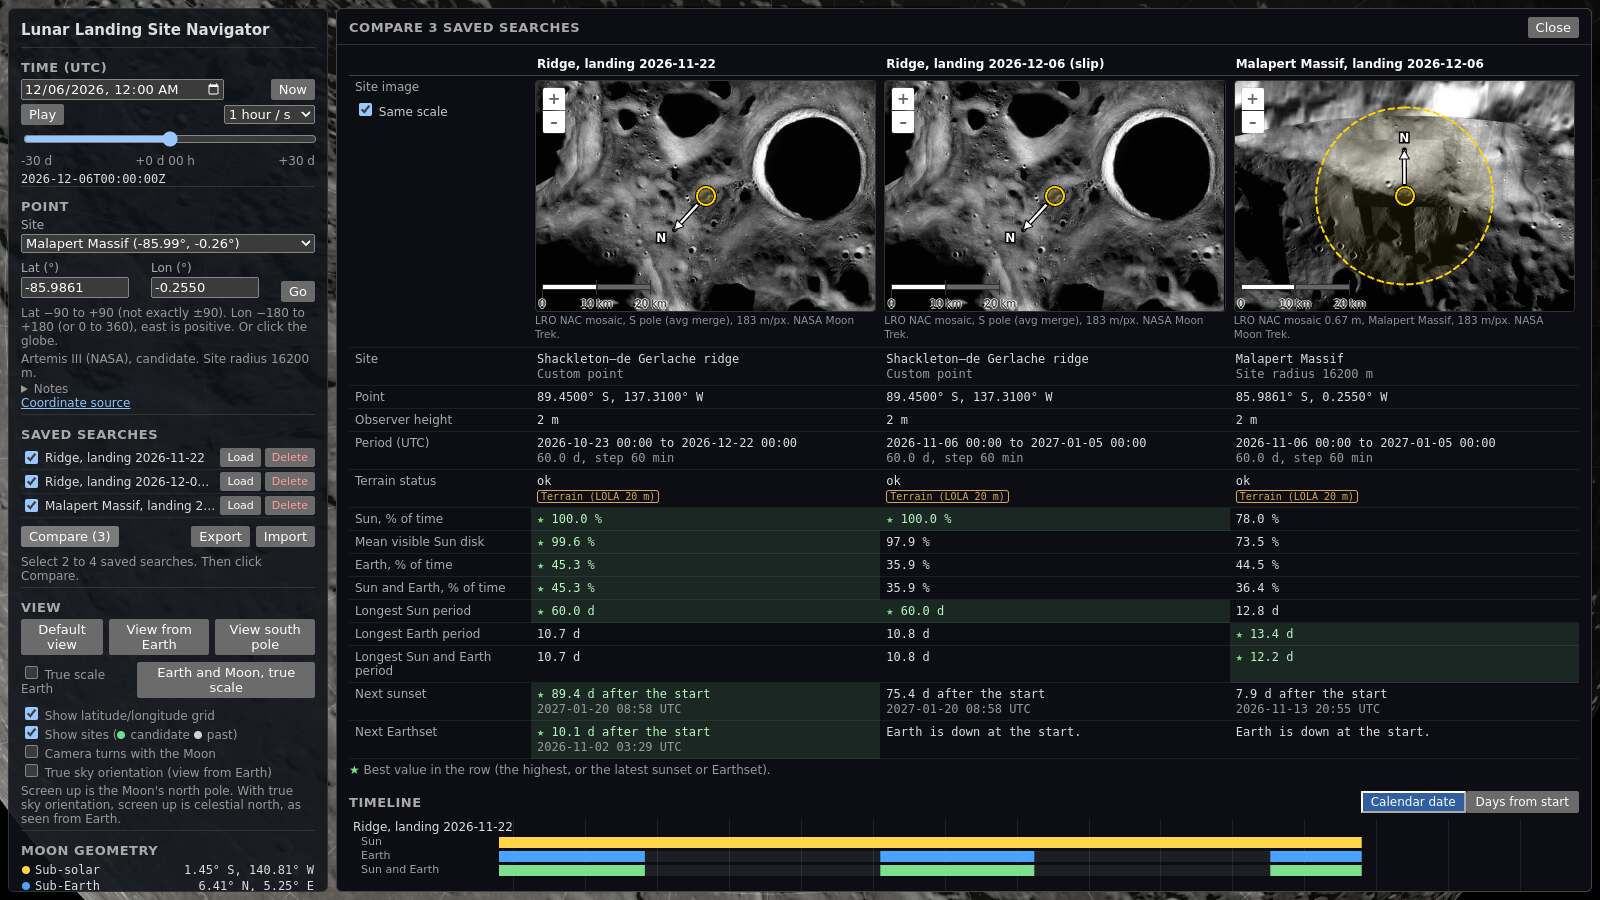 Lunar Landing Site Navigator
TIME (UTC)
12/06/2026, 12:00 AM
Now
Play
1 hour / s
-30 d
+0 d 00 h
+30 d
2026-12-06T00:00:00Z
POINT
Site
Malapert Massif (-85.99°, -0.26°)
Lat (°)
Lon (°)
-85.9861
-0.2550
Go
Lat −90 to +90 (not exactly ±90). Lon −180 to
+180 (or 0 to 360), east is positive. Or click the
globe.
Artemis III (NASA), candidate. Site radius 16200
m.
Notes
Coordinate source
SAVED SEARCHES
Ridge, landing 2026-11-22
Load
Delete
Ridge, landing 2026-12-0...
Load
Delete
Malapert Massif, landing 2...
Load
Delete
Compare (3)
Export
Import
Select 2 to 4 saved searches. Then click
Compare.
VIEW
Default
view
View from
Earth
View south
pole
True scale
Earth
Earth and Moon, true
scale
Show latitude/longitude grid
Show sites (● candidate ● past)
Camera turns with the Moon
True sky orientation (view from Earth)
Screen up is the Moon's north pole. With true
sky orientation, screen up is celestial north, as
seen from Earth.
MOON GEOMETRY
Sub-solar
1.45° S, 140.81° W
Sub-Earth
6.41° N, 5.25° E
COMPARE 3 SAVED SEARCHES
Close
Ridge, landing 2026-11-22
Ridge, landing 2026-12-06 (slip)
Malapert Massif, landing 2026-12-06
Site image
Same scale
+
-
N
0 10 km 20 km
+
-
N
0 10 km 20 km
+
-
N
0 10 km 20 km
LRO NAC mosaic, S pole (avg merge), 183 m/px. NASA Moon
Trek.
LRO NAC mosaic, S pole (avg merge), 183 m/px. NASA Moon
Trek.
LRO NAC mosaic 0.67 m, Malapert Massif, 183 m/px. NASA
Moon Trek.
Site
Shackleton–de Gerlache ridge
Custom point
Shackleton–de Gerlache ridge
Custom point
Malapert Massif
Site radius 16200 m
Point
89.4500° S, 137.3100° W
89.4500° S, 137.3100° W
85.9861° S, 0.2550° W
Observer height
2 m
2 m
2 m
Period (UTC)
2026-10-23 00:00 to 2026-12-22 00:00
60.0 d, step 60 min
2026-11-06 00:00 to 2027-01-05 00:00
60.0 d, step 60 min
2026-11-06 00:00 to 2027-01-05 00:00
60.0 d, step 60 min
Terrain status
ok
Terrain (LOLA 20 m)
ok
Terrain (LOLA 20 m)
ok
Terrain (LOLA 20 m)
Sun, % of time
★ 100.0 %
★ 100.0 %
78.0 %
Mean visible Sun disk
★ 99.6 %
97.9 %
73.5 %
Earth, % of time
★ 45.3 %
35.9 %
44.5 %
Sun and Earth, % of time
★ 45.3 %
35.9 %
36.4 %
Longest Sun period
★ 60.0 d
★ 60.0 d
12.8 d
Longest Earth period
10.7 d
10.8 d
★ 13.4 d
Longest Sun and Earth
period
10.7 d
10.8 d
★ 12.2 d
Next sunset
★ 89.4 d after the start
2027-01-20 08:58 UTC
75.4 d after the start
2027-01-20 08:58 UTC
7.9 d after the start
2026-11-13 20:55 UTC
Next Earthset
★ 10.1 d after the start
2026-11-02 03:29 UTC
Earth is down at the start.
Earth is down at the start.
★ Best value in the row (the highest, or the latest sunset or Earthset).
TIMELINE
Calendar date
Days from start
Ridge, landing 2026-11-22
Sun
Earth
Sun and Earth